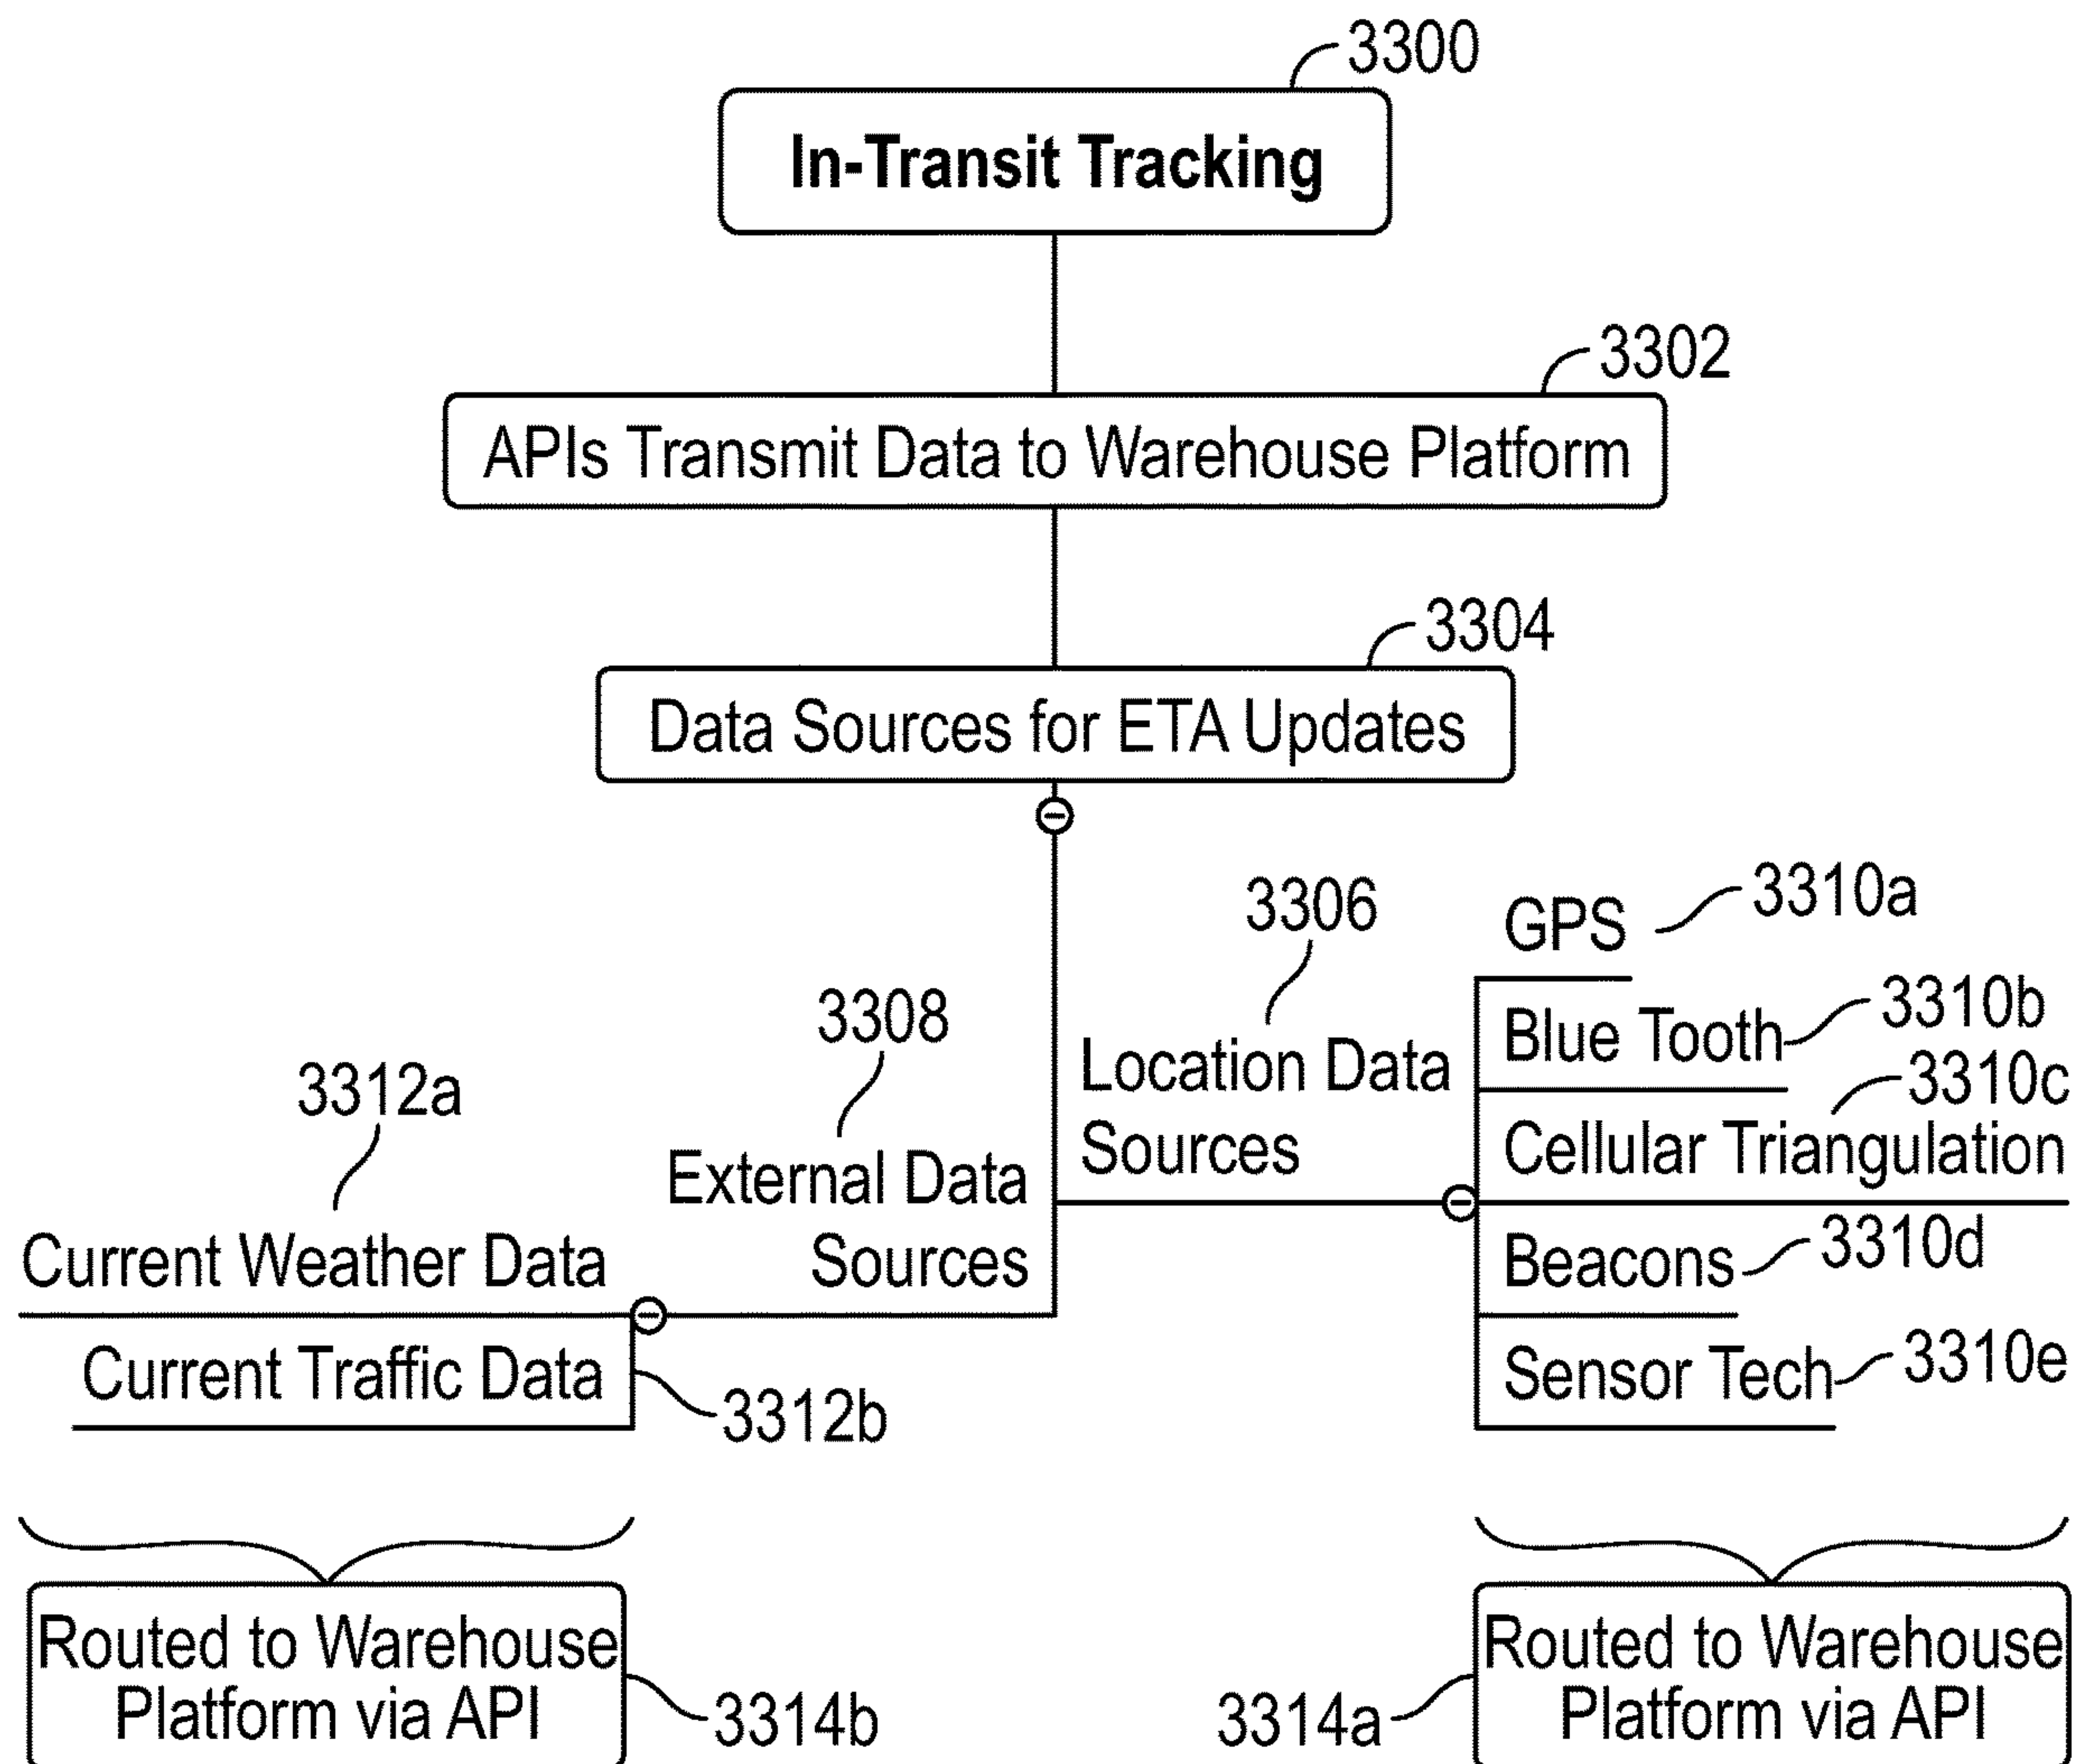 3300
In-Transit Tracking
3302
APIs Transmit Data to Warehouse Platform
3304
Data Sources for ETA Updates
3308
External Data
Sources
3312a
Current Weather Data
Current Traffic Data
3312b
3306
Location Data
Sources
GPS
3310a
Blue Tooth
3310b
3310c
Cellular Triangulation
Beacons
3310d
Sensor Tech
3310e
Routed to Warehouse
Platform via API
3314b
3314a
Routed to Warehouse
Platform via API